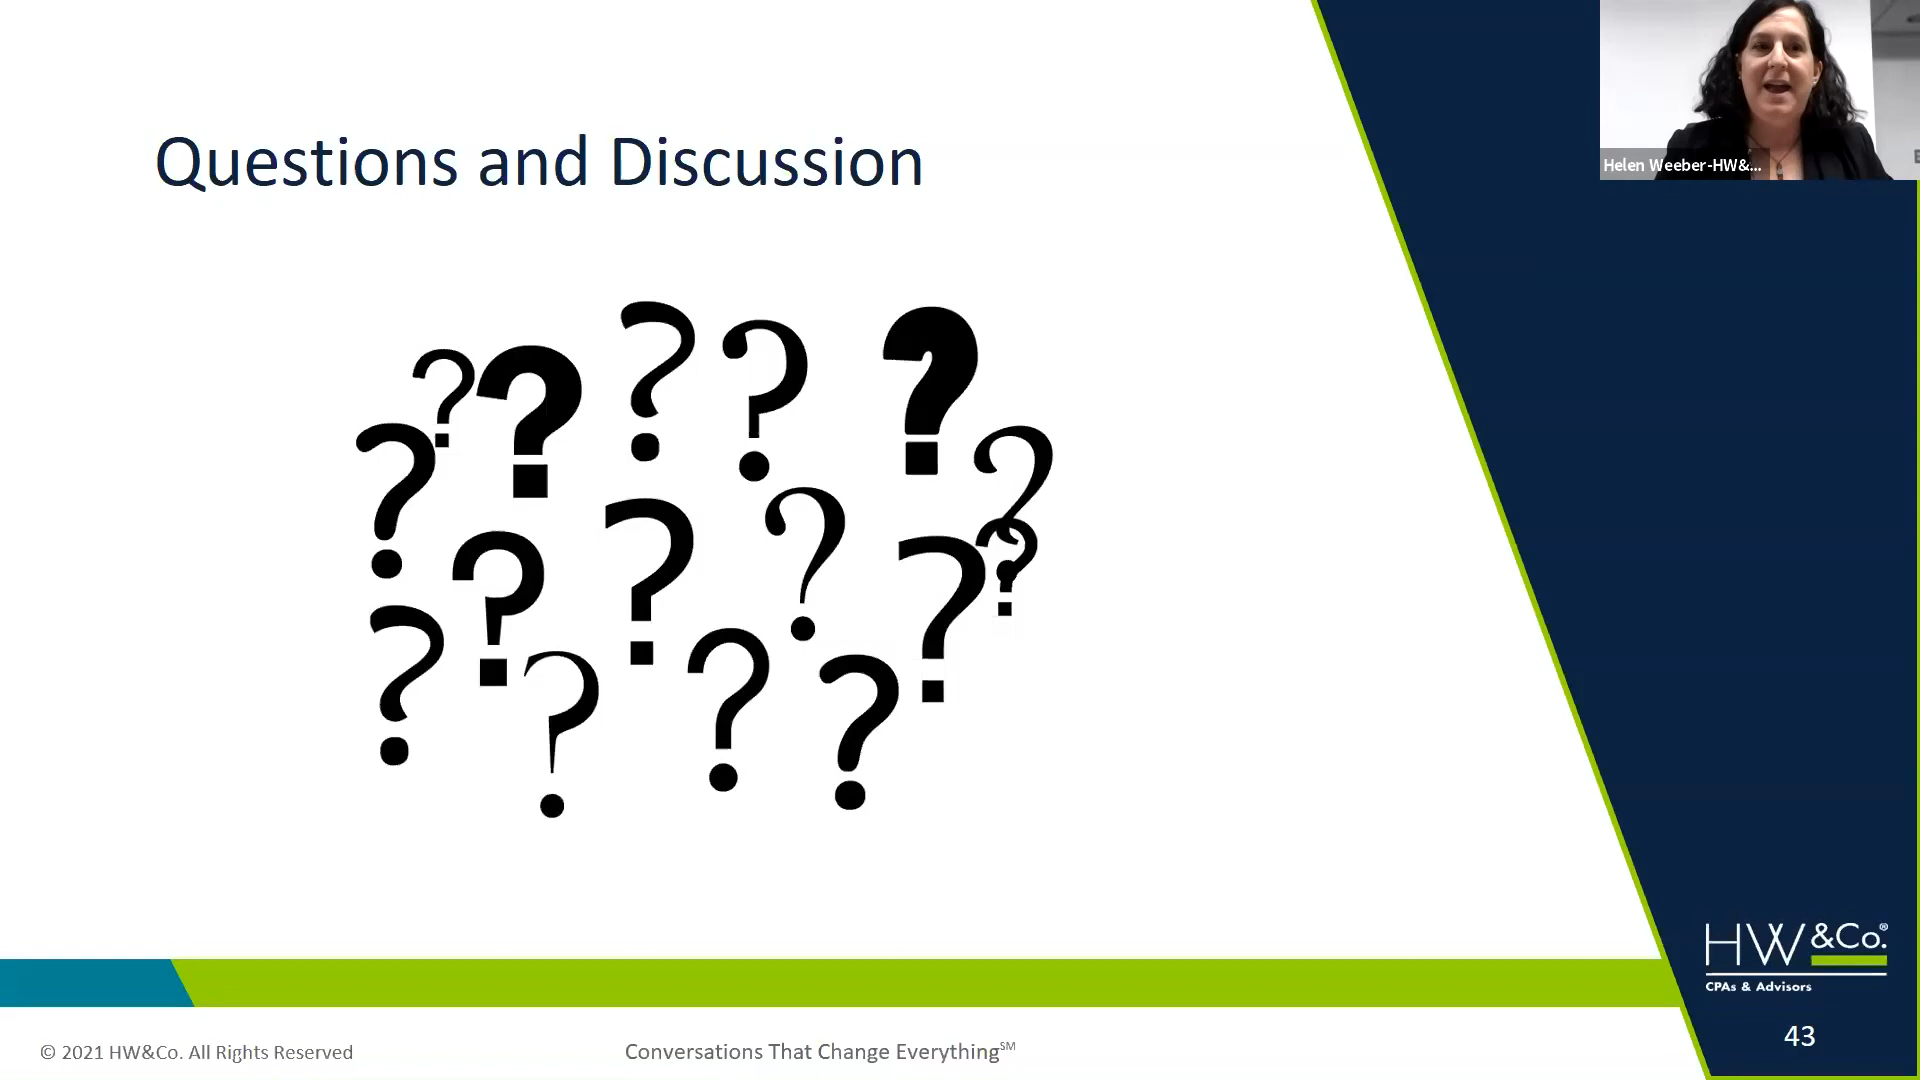 Questions and Discussion
Helen Weeber-HW&...
? ? ? ? ?
? ?
? ? ? ? ?
? ? ? ?
HW&Co.®
CPAs & Advisors
43
© 2021 HW&Co. All Rights Reserved
Conversations That Change Everything℠